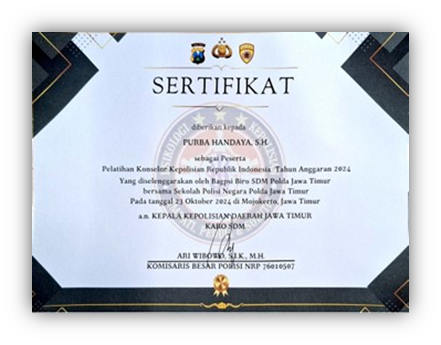 SERTIFIKAT
diberikan kepada
PURBA HANDAYA, S.H.
sebagai Peserta
Pelatihan Konselor Kepolisian Republik Indonesia Tahun Anggaran 2024
Yang diselenggarakan oleh Bagpsi Biro SDM Polda Jawa Timur
bersama Sekolah Polisi Negara Polda Jawa Timur
Pada tanggal 23 Oktober 2024 di Mojokerto, Jawa Timur
a.n. KEPALA KEPOLISIAN DAERAH JAWA TIMUR
KARO SDM
ARI WIBOWO, S.I.K., M.H.
KOMISARIS BESAR POLISI NRP 76010507